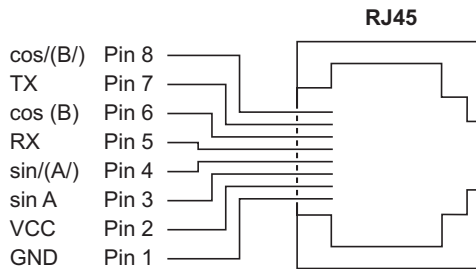 RJ45
cos/(B/) Pin 8
TX Pin 7
cos (B) Pin 6
RX Pin 5
sin/(A/) Pin 4
sin A Pin 3
VCC Pin 2
GND Pin 1